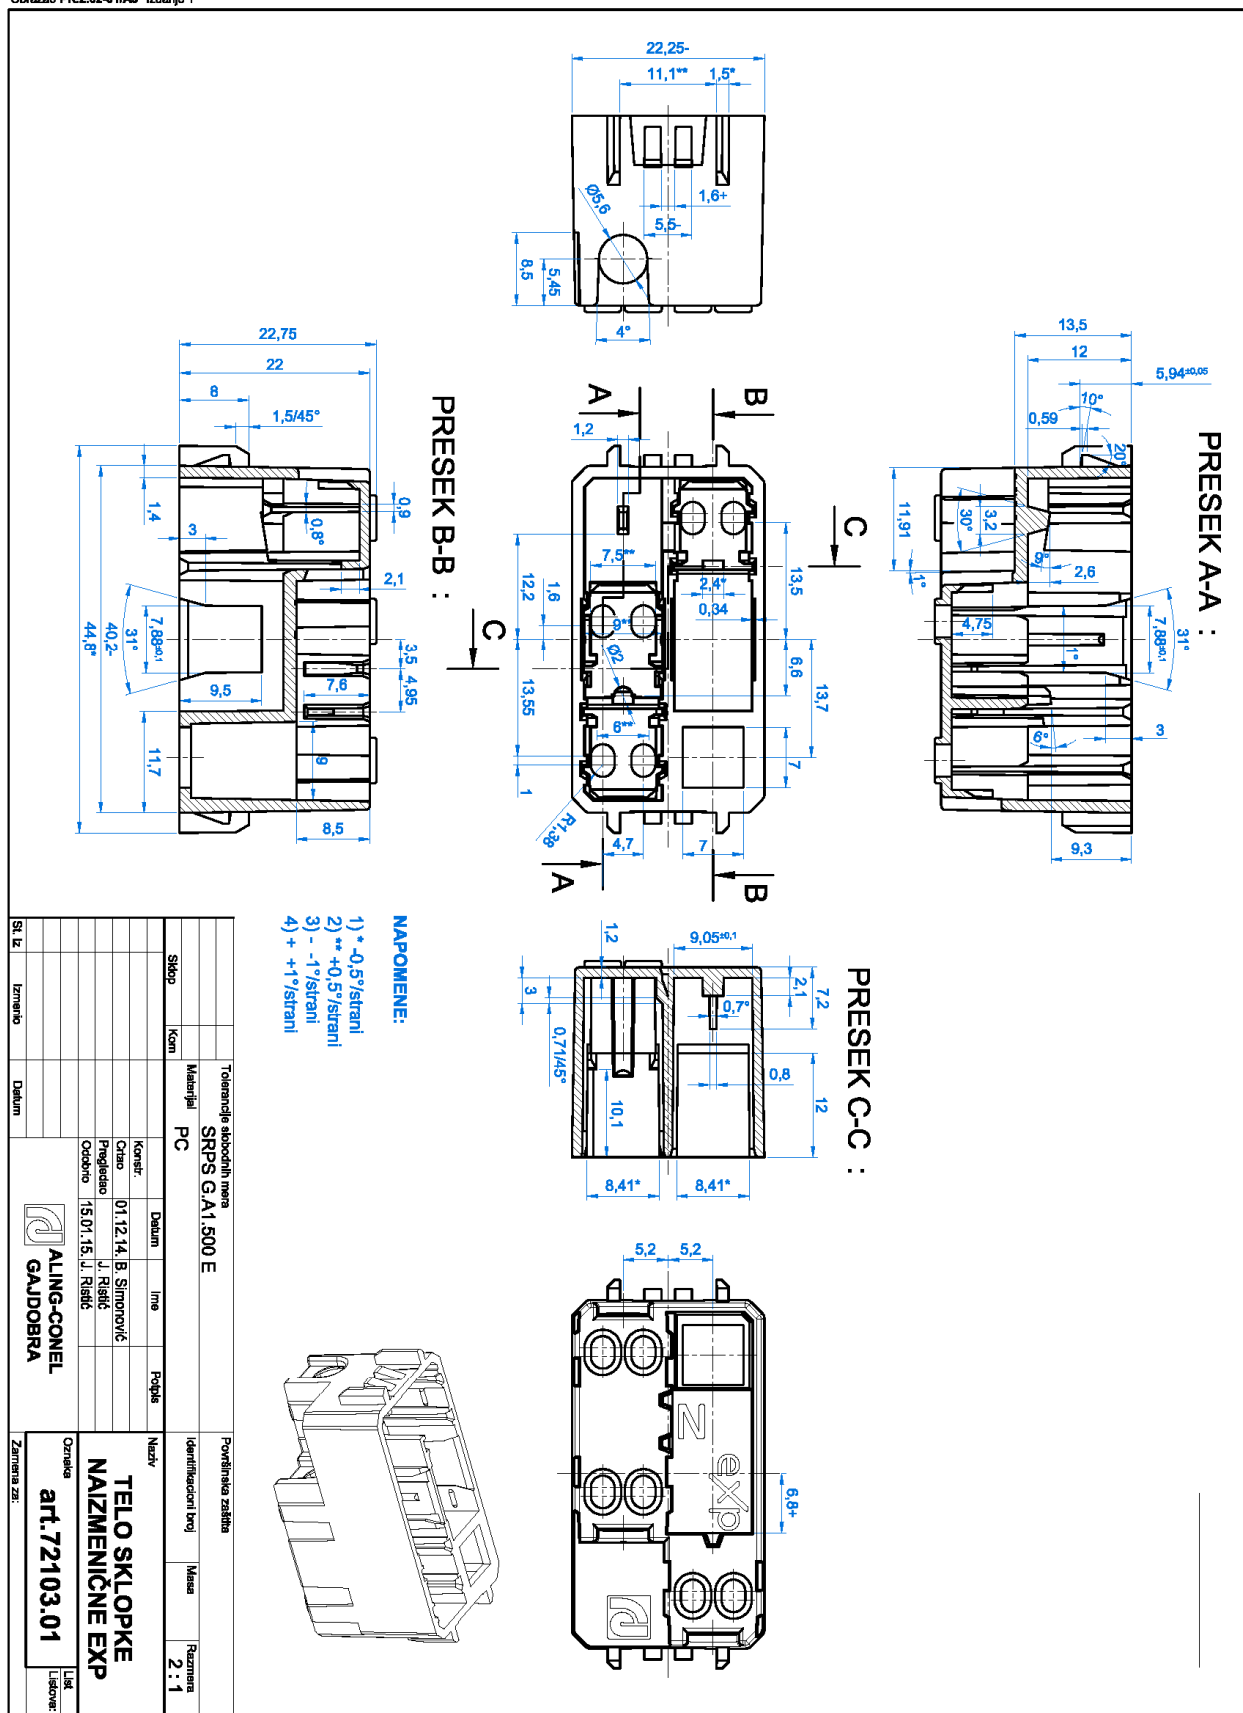 22,25-
11,1**
1,5*
Ø5,6
1,6+
5,5-
8,5
5,45
4°
22,75
22
8
1,5/45°
PRESEK B-B :
1,4
3
0,8°
0,9
2,1
7,88±0,1
31°
40,2-
44,8*
9,5
7,6
3,5
4,95
11,7
9
8,5
A
B
1,2
C
7,5**
12,2
1,6
2,4*
0,34
13,5
9**
Ø2
C
6,6
13,7
13,55
6**
7
1
R1,38
4,7
7
A
B
PRESEK A-A :
13,5
12
5,94±0,05
10°
0,59
20°
11,91
30°
3,2
9°
2,6
1°
4,75
1°
7,88±0,1
31°
6°
3
9,3
PRESEK C-C :
1,2
9,05±0,1
7,2
2,1
3
0,7°
0,71/45°
0,8
10,1
12
8,41*
8,41*
5,2
5,2
N
exp
6,8+
NAPOMENE:
1) * -0,5°/strani
2) ** +0,5°/strani
3) - -1°/strani
4) + +1°/strani
Tolerancije slobodnih mera
SRPS G.A1.500 E
Površinska zaštita
Sklop
Kom
Materijal
PC
Identifikacioni broj
Masa
Razmera
2 : 1
Datum
Ime
Potpis
Konstr.
Crtao
01.12.14.
B. Simonović
Pregledao
J. Ristić
Odobrio
15.01.15.
J. Ristić
Naziv
TELO SKLOPKE
NAIZMENIČNE EXP
St. iz
Izmenio
Datum
ALING-CONEL
GAJDOBRA
Oznaka
art.72103.01
List
Listova:
Zamena za: